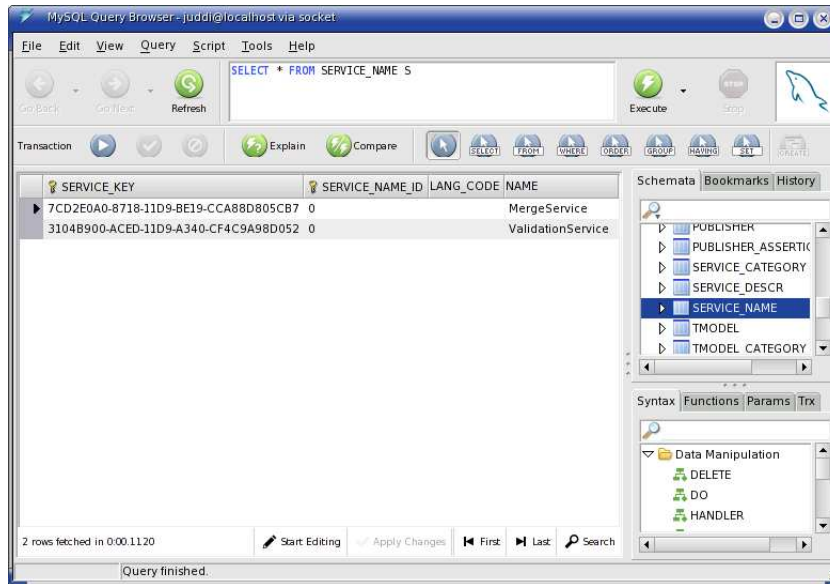 MySQL Query Browser - juddi@localhost via socket
File Edit View Query Script Tools Help
SELECT * FROM SERVICE_NAME S
Go Back Go Next Refresh Execute Stop
STOP
Transaction Explain Compare SELECT FROM WHERE ORDER GROUP HAVING SET CREATE
SERVICE_KEY SERVICE_NAME_ID LANG_CODE NAME
7CD2E0A0-8718-11D9-BE19-CCA88D805CB7 0 MergeService
3104B900-ACED-11D9-A340-CF4C9A98D052 0 ValidationService
Schemata Bookmarks History
PUBLISHER
PUBLISHER_ASSERTIO
SERVICE_CATEGORY
SERVICE_DESCR
SERVICE_NAME
TMODEL
TMODEL_CATEGORY
Syntax Functions Params Trx
Data Manipulation
DELETE
DO
HANDLER
2 rows fetched in 0:00.1120 Start Editing Apply Changes First Last Search
Query finished.